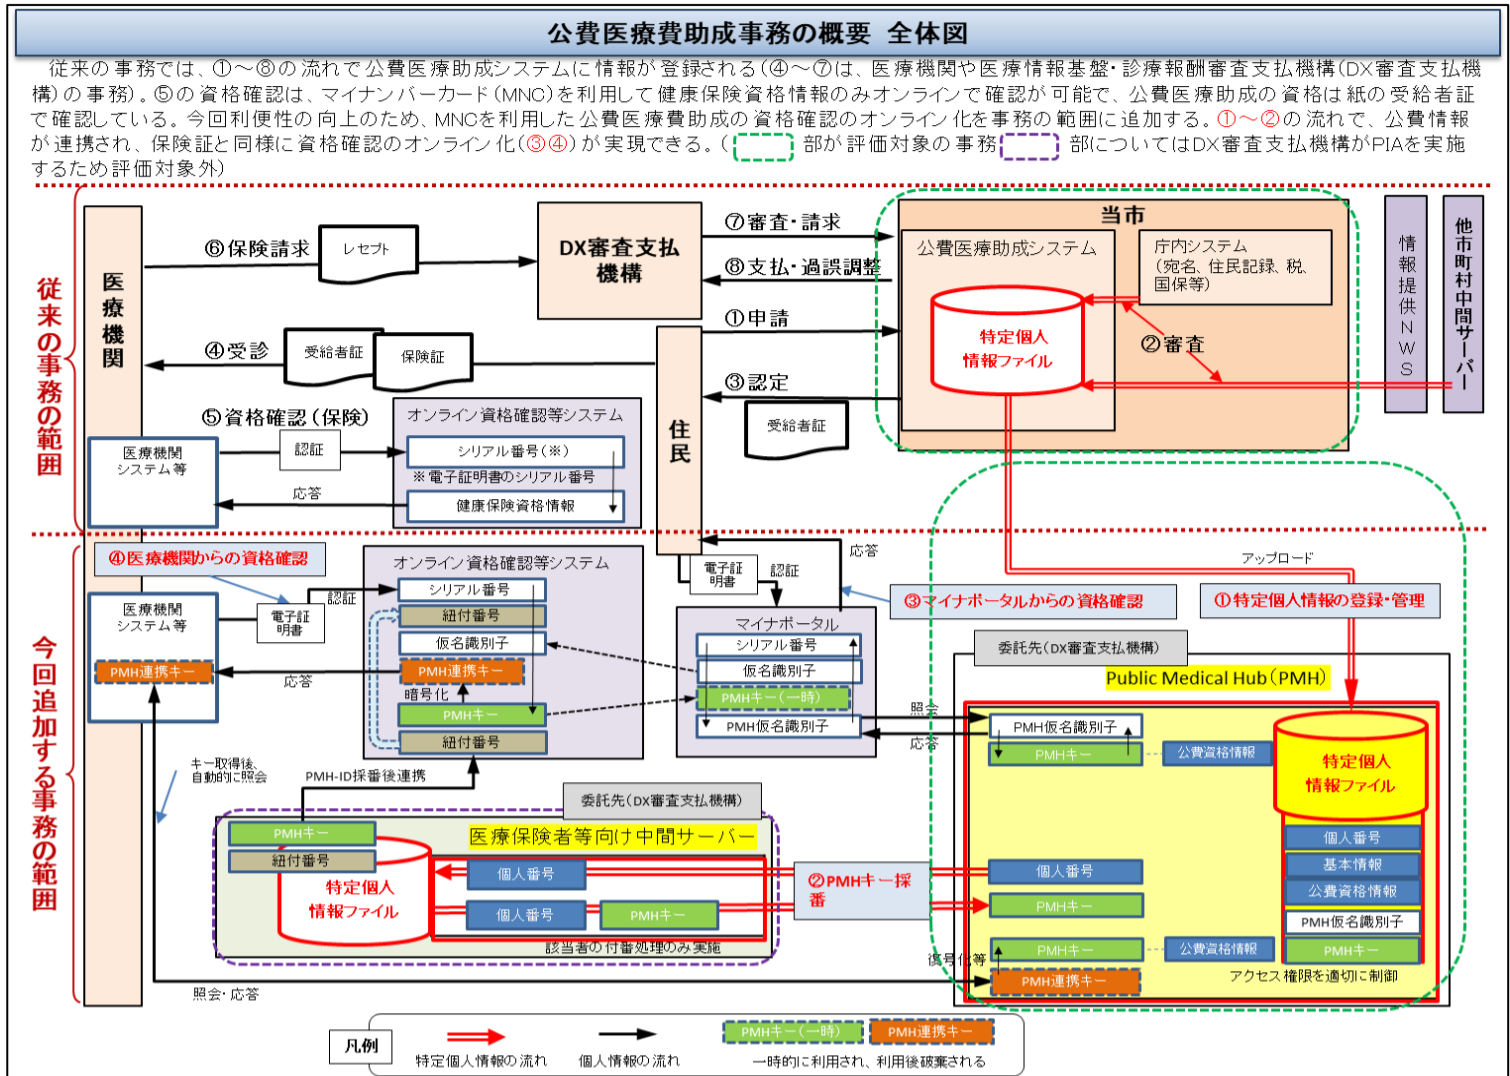 公費医療費助成事務の概要 全体図
従来の事務では、①～⑧の流れで公費医療助成システムに情報が登録される（④～⑦は、医療機関や医療情報基盤・診療報酬審査支払機構（DX審査支払機
構）の事務）。⑤の資格確認は、マイナンバーカード（MNC）を利用して健康保険資格情報のみオンラインで確認が可能で、公費医療助成の資格は紙の受給者証
で確認している。今回利便性の向上のため、MNCを利用した公費医療費助成の資格確認のオンライン化を事務の範囲に追加する。①～②の流れで、公費情報
が連携され、保険証と同様に資格確認のオンライン化（③④）が実現できる。（ 部が評価対象の事務 部についてはDX審査支払機構がPIAを実施
するため評価対象外）
従来の事務の範囲
医療機関
⑥保険請求
レセプト
DX審査支払
機構
⑦審査・請求
⑧支払・過誤調整
①申請
当市
公費医療助成システム
庁内システム
（宛名、住民記録、税、
国保等）
特定個人
情報ファイル
②審査
情報提供NWS
他市町村中間サーバー
④受診
受給者証
保険証
③認定
受給者証
住民
⑤資格確認（保険）
医療機関
システム等
認証
応答
オンライン資格確認等システム
シリアル番号（※）
※電子証明書のシリアル番号
健康保険資格情報
今回追加する事務の範囲
④医療機関からの資格確認
医療機関
システム等
電子証
明書
認証
PMH連携キー
応答
オンライン資格確認等システム
シリアル番号
紐付番号
仮名識別子
PMH連携キー
暗号化
PMHキー
紐付番号
電子証
明書
認証
応答
③マイナポータルからの資格確認
マイナポータル
シリアル番号
仮名識別子
PMHキー（一時）
PMH仮名識別子
照会
応答
アップロード
①特定個人情報の登録・管理
委託先（DX審査支払機構）
Public Medical Hub（PMH）
PMH仮名識別子
PMHキー
公費資格情報
特定個人
情報ファイル
個人番号
基本情報
公費資格情報
PMH仮名識別子
PMHキー
アクセス権限を適切に制御
キー取得後、
自動的に照会
PMH-ID採番後連携
委託先（DX審査支払機構）
医療保険者等向け中間サーバー
PMHキー
紐付番号
特定個人
情報ファイル
個人番号
個人番号
PMHキー
該当者の付番処理のみ実施
②PMHキー採
番
個人番号
PMHキー
復号化等
PMHキー
公費資格情報
PMH連携キー
照会・応答
凡例
特定個人情報の流れ
個人情報の流れ
PMHキー（一時）
PMH連携キー
一時的に利用され、利用後破棄される